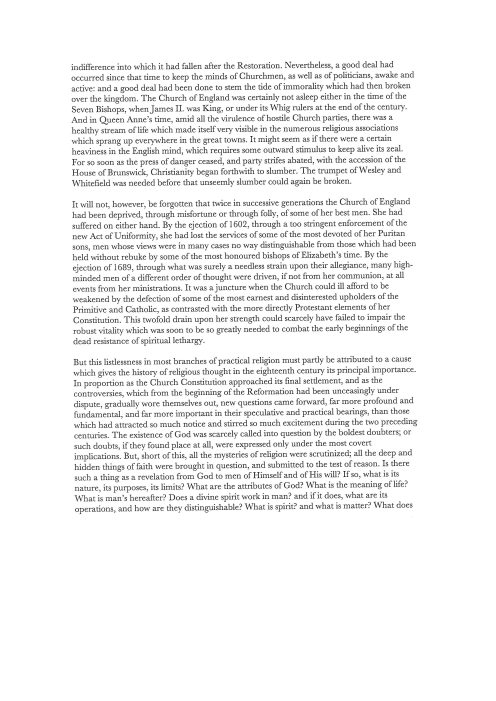 indifference into which it had fallen after the Restoration. Nevertheless, a good deal had
occurred since that time to keep the minds of Churchmen, as well as of politicians, awake and
active: and a good deal had been done to stem the tide of immorality which had then broken
over the kingdom. The Church of England was certainly not asleep either in the time of the
Seven Bishops, when James II. was King, or under its Whig rulers at the end of the century.
And in Queen Anne's time, amid all the virulence of hostile Church parties, there was a
healthy stream of life which made itself very visible in the numerous religious associations
which sprang up everywhere in the great towns. It might seem as if there were a certain
heaviness in the English mind, which requires some outward stimulus to keep alive its zeal.
For so soon as the press of danger ceased, and party strifes abated, with the accession of the
House of Brunswick, Christianity began forthwith to slumber. The trumpet of Wesley and
Whitefield was needed before that unseemly slumber could again be broken.
It will not, however, be forgotten that twice in successive generations the Church of England
had been deprived, through misfortune or through folly, of some of her best men. She had
suffered on either hand. By the ejection of 1602, through a too stringent enforcement of the
new Act of Uniformity, she had lost the services of some of the most devoted of her Puritan
sons, men whose views were in many cases no way distinguishable from those which had been
held without rebuke by some of the most honoured bishops of Elizabeth's time. By the
ejection of 1689, through what was surely a needless strain upon their allegiance, many high-
minded men of a different order of thought were driven, if not from her communion, at all
events from her ministrations. It was a juncture when the Church could ill afford to be
weakened by the defection of some of the most earnest and disinterested upholders of the
Primitive and Catholic, as contrasted with the more directly Protestant elements of her
Constitution. This twofold drain upon her strength could scarcely have failed to impair the
robust vitality which was soon to be so greatly needed to combat the early beginnings of the
dead resistance of spiritual lethargy.
But this listlessness in most branches of practical religion must partly be attributed to a cause
which gives the history of religious thought in the eighteenth century its principal importance.
In proportion as the Church Constitution approached its final settlement, and as the
controversies, which from the beginning of the Reformation had been unceasingly under
dispute, gradually wore themselves out, new questions came forward, far more profound and
fundamental, and far more important in their speculative and practical bearings, than those
which had attracted so much notice and stirred so much excitement during the two preceding
centuries. The existence of God was scarcely called into question by the boldest doubters; or
such doubts, if they found place at all, were expressed only under the most covert
implications. But, short of this, all the mysteries of religion were scrutinized; all the deep and
hidden things of faith were brought in question, and submitted to the test of reason. Is there
such a thing as a revelation from God to men of Himself and of His will? If so, what is its
nature, its purposes, its limits? What are the attributes of God? What is the meaning of life?
What is man's hereafter? Does a divine spirit work in man? and if it does, what are its
operations, and how are they distinguishable? What is spirit? and what is matter? What does